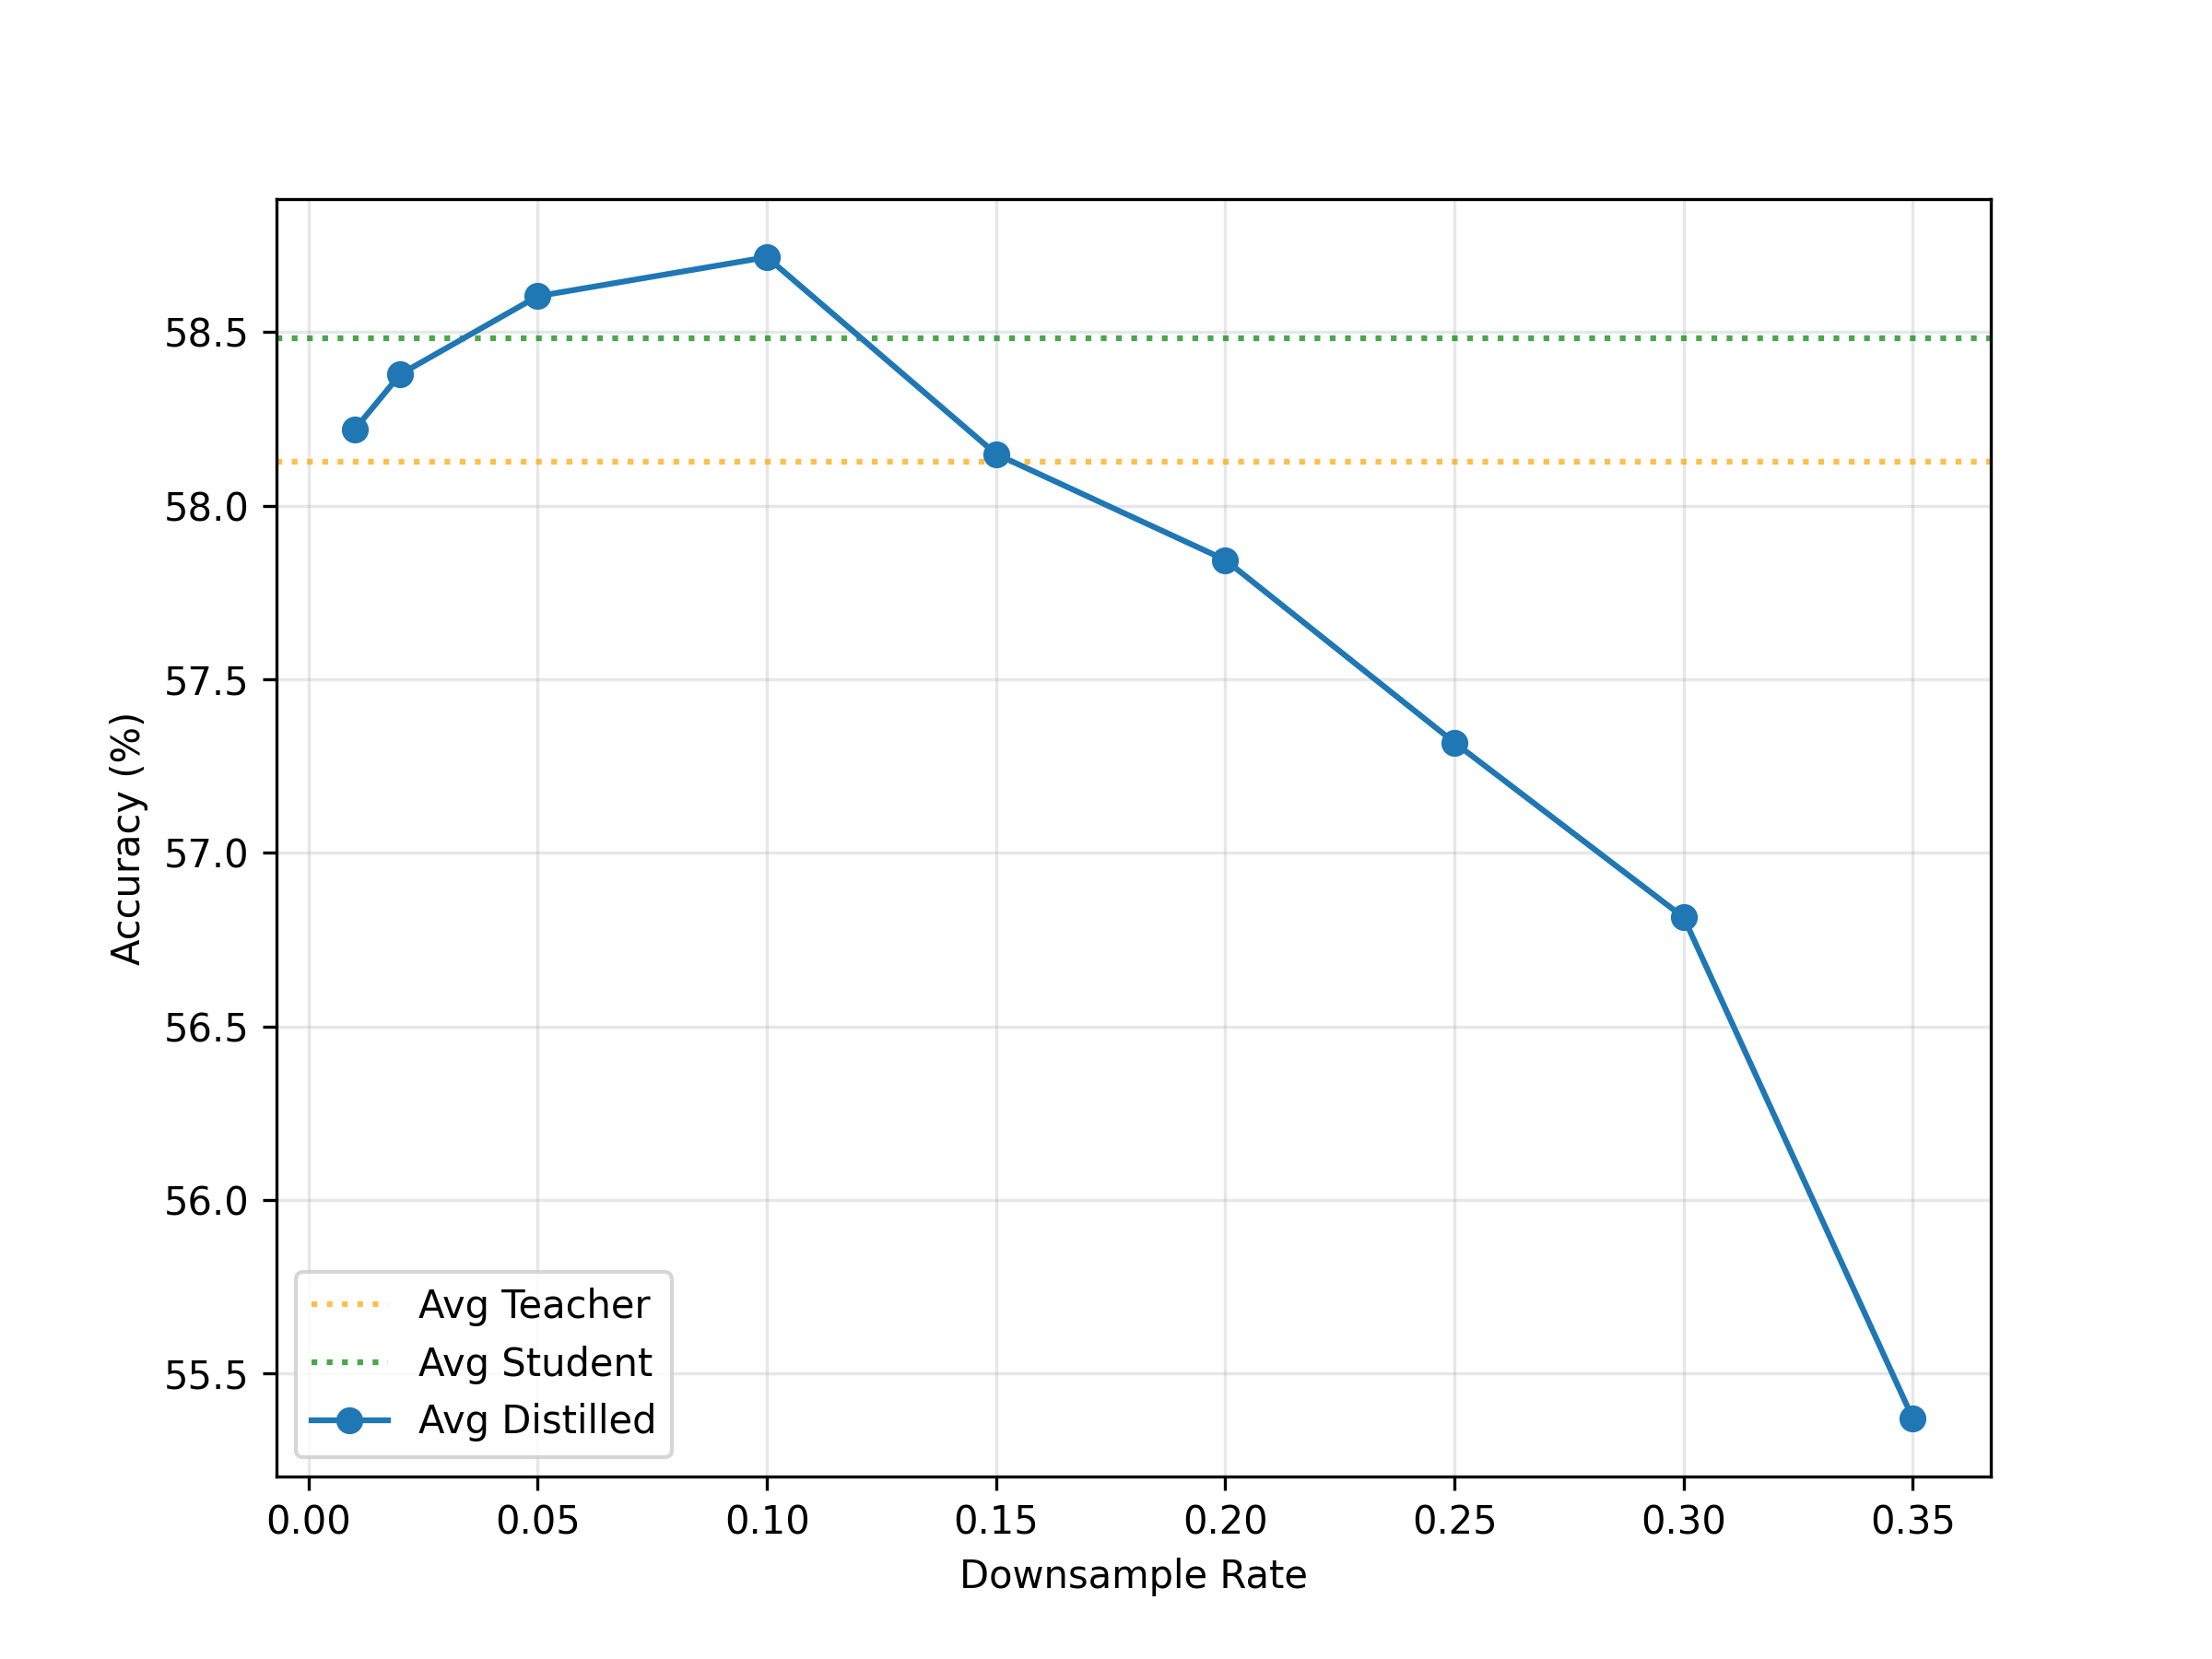 58.5
58.0
57.5
57.0
56.5
56.0
55.5
Accuracy (%)
Avg Teacher
Avg Student
Avg Distilled
0.00 0.05 0.10 0.15 0.20 0.25 0.30 0.35
Downsample Rate